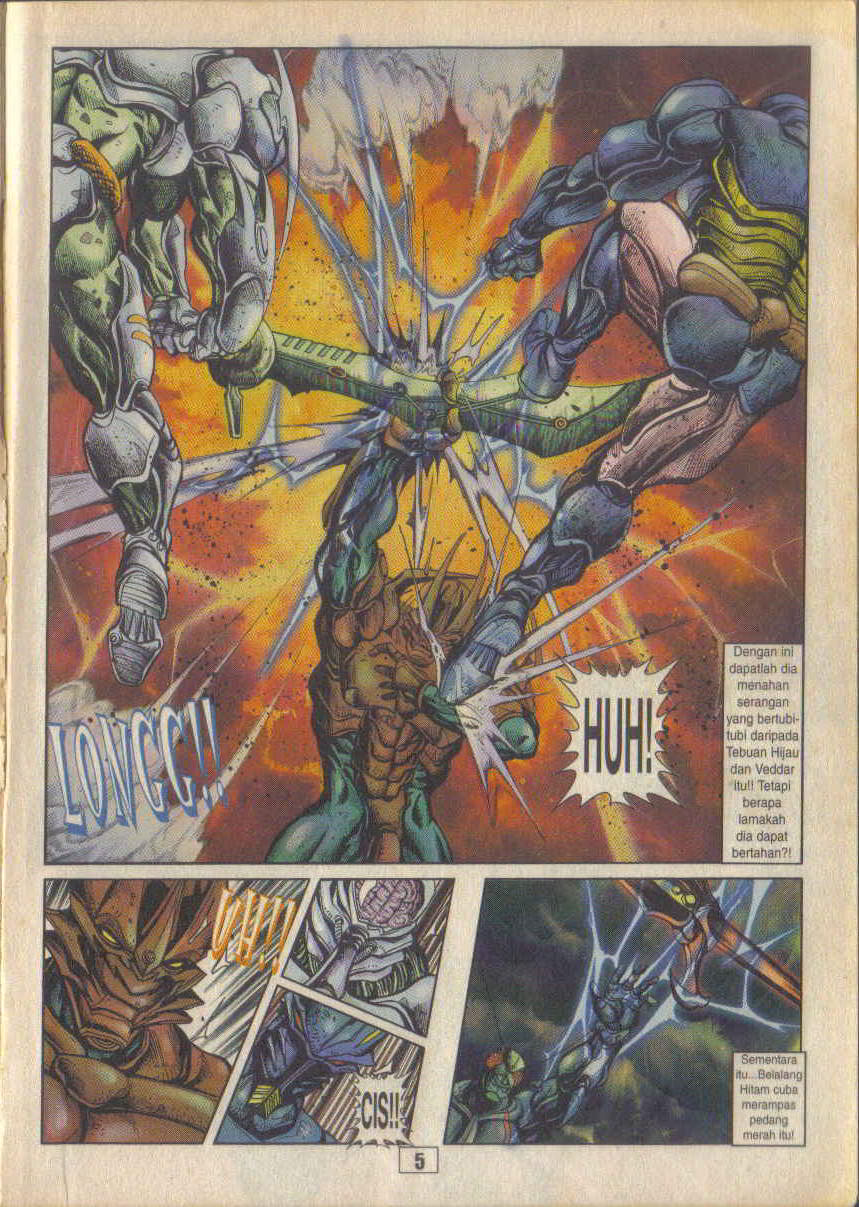 LONGG!!
HUH!
Dengan ini
dapatlah dia
menahan
serangan
yang bertubi-
tubi daripada
Tebuan Hijau
dan Veddar
itu!! Tetapi
berapa
lamakah
dia dapat
bertahan?!
UH!!
CIS!!
Sementara
itu...Belalang
Hitam cuba
merampas
pedang
merah itu!
5